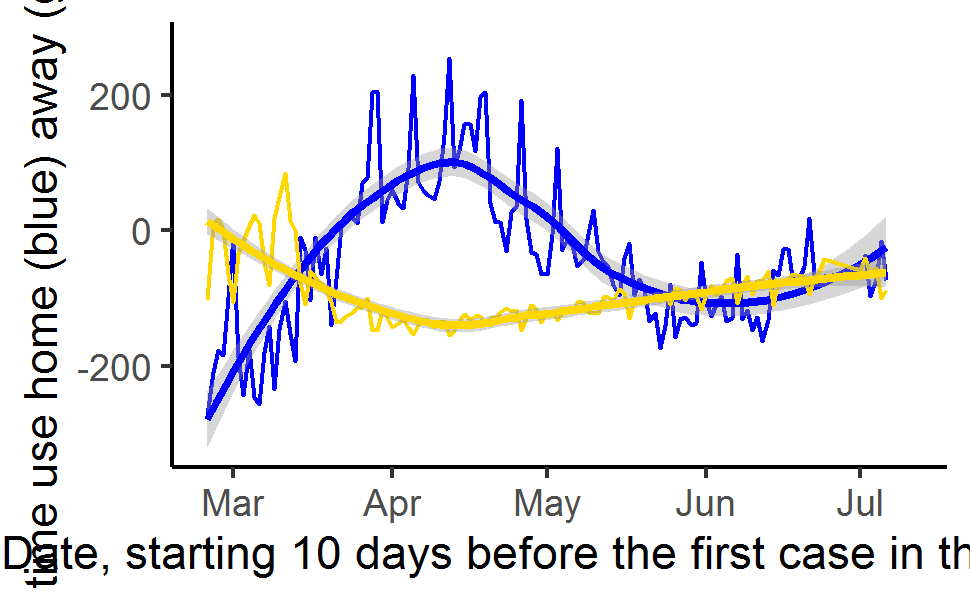 time use home (blue) away (
200
0
-200
Mar Apr May Jun Jul
Date, starting 10 days before the first case in th